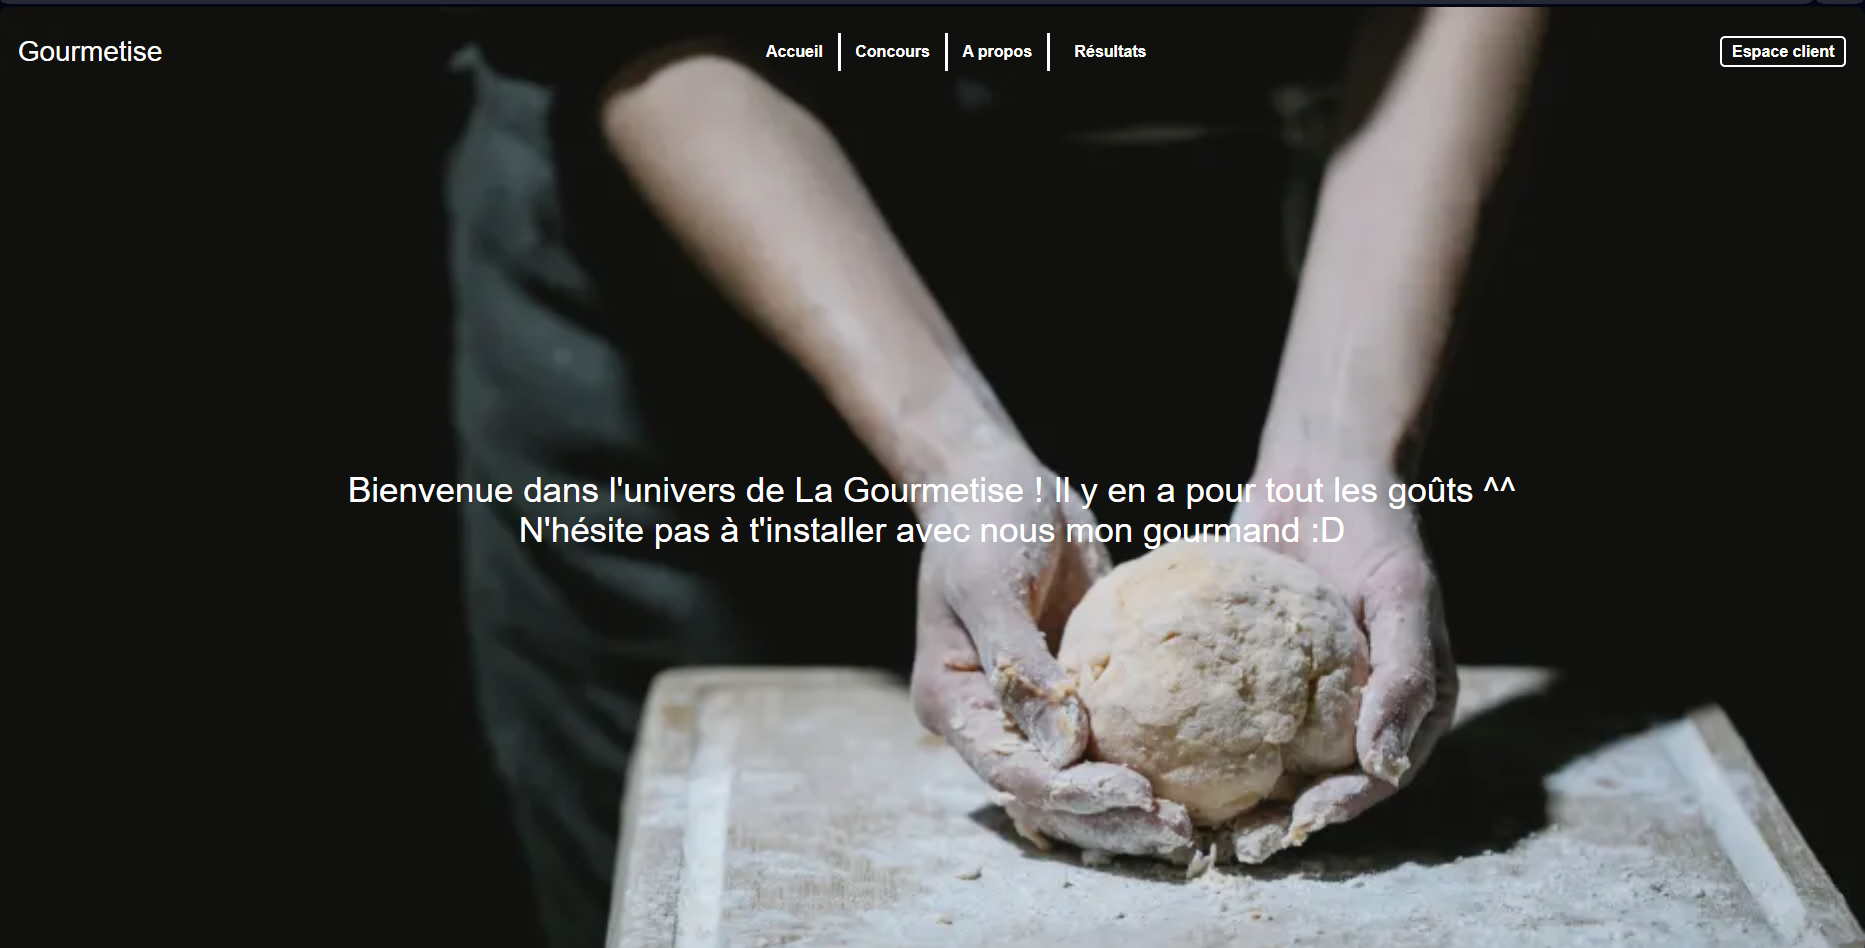 Gourmetise
Accueil
Concours
A propos
Résultats
Espace client
Bienvenue dans l'univers de La Gourmetise ! Il y en a pour tout les goûts ^^
N'hésite pas à t'installer avec nous mon gourmand :D